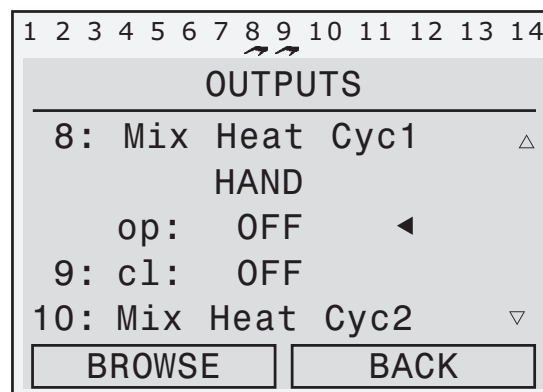 1 2 3 4 5 6 7 8 9 10 11 12 13 14
OUTPUTS
8: Mix Heat Cyc1
HAND
op: OFF
9: cl: OFF
10: Mix Heat Cyc2
BROWSE BACK